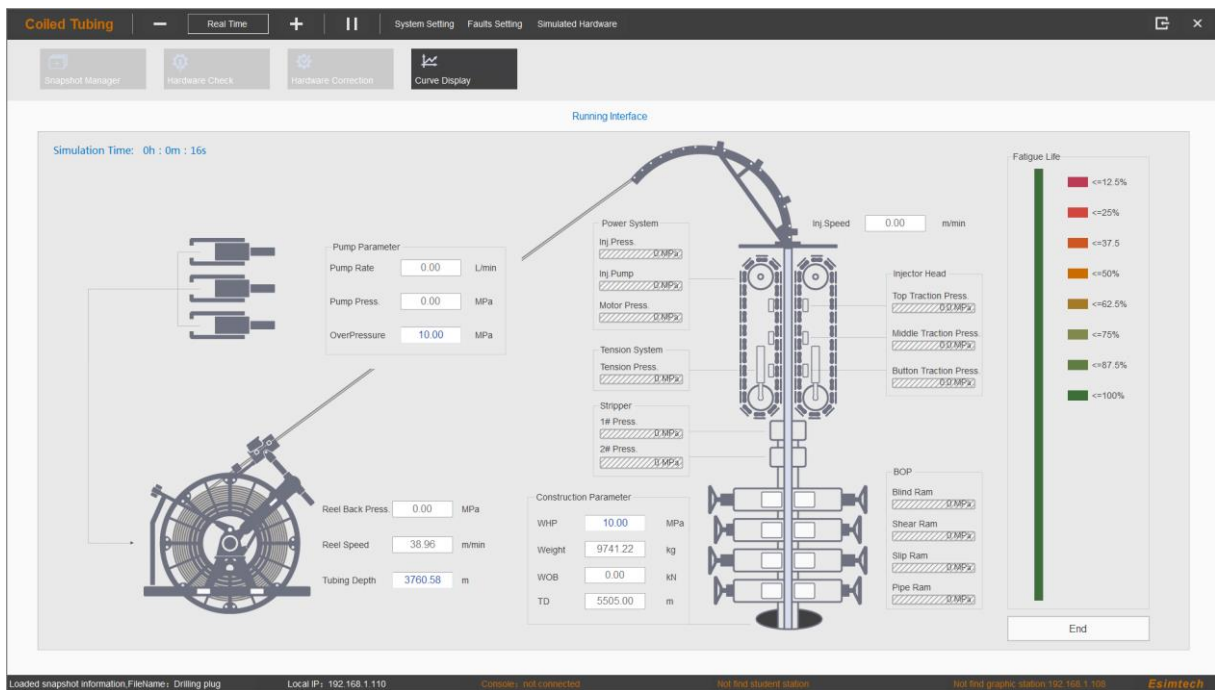 Coiled Tubing
Real Time
System Setting Faults Setting Simulated Hardware
Snapshot Manager
Hardware Check
Hardware Correction
Curve Display
Running Interface
Simulation Time: 0h : 0m : 16s
Pump Parameter
Pump Rate 0.00 L/min
Pump Press. 0.00 MPa
OverPressure 10.00 MPa
Reel Back Press. 0.00 MPa
Reel Speed 38.96 m/min
Tubing Depth 3760.58 m
Power System
Inj.Press.
0 MPa
Inj.Pump
0 MPa
Motor Press.
0 MPa
Tension System
Tension Press.
0 MPa
Stripper
1# Press.
0 MPa
2# Press.
0 MPa
Construction Parameter
WHP 10.00 MPa
Weight 9741.22 kg
WOB 0.00 kN
TD 5505.00 m
Inj.Speed 0.00 m/min
Injector Head
Top Traction Press.
0.0 MPa
Middle Traction Press.
0.0 MPa
Button Traction Press.
0.0 MPa
BOP
Blind Ram
0 MPa
Shear Ram
0 MPa
Slip Ram
0 MPa
Pipe Ram
0 MPa
Fatigue Life
<=12.5%
<=25%
<=37.5
<=50%
<=62.5%
<=75%
<=87.5%
<=100%
End
Loaded snapshot information,FileName: Drilling plug Local IP: 192.168.1.110 Console: not connected Not find student station Not find graphic station:192.168.1.108 Esimtech